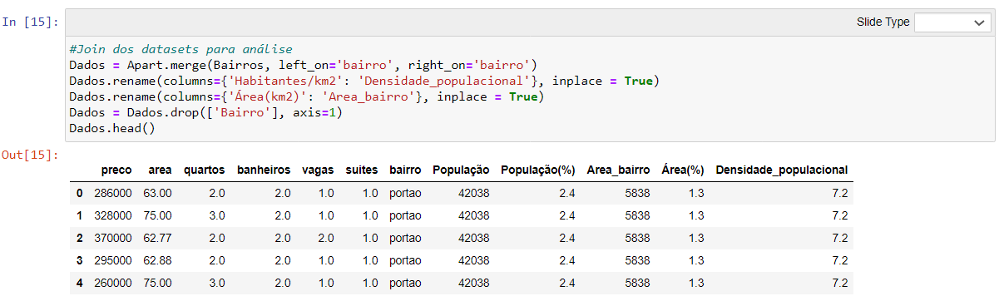 In [15]:
Slide Type
#Join dos datasets para análise
Dados = Apart.merge(Bairros, left_on='bairro', right_on='bairro')
Dados.rename(columns={'Habitantes/km2': 'Densidade_populacional'}, inplace = True)
Dados.rename(columns={'Área(km2)': 'Area_bairro'}, inplace = True)
Dados = Dados.drop(['Bairro'], axis=1)
Dados.head()
Out[15]:
preco area quartos banheiros vagas suites bairro População População(%) Area_bairro Área(%) Densidade_populacional
0 286000 63.00 2.0 2.0 1.0 1.0 portao 42038 2.4 5838 1.3 7.2
1 328000 75.00 3.0 2.0 1.0 1.0 portao 42038 2.4 5838 1.3 7.2
2 370000 62.77 2.0 2.0 2.0 1.0 portao 42038 2.4 5838 1.3 7.2
3 295000 62.88 2.0 2.0 1.0 1.0 portao 42038 2.4 5838 1.3 7.2
4 260000 75.00 3.0 2.0 1.0 1.0 portao 42038 2.4 5838 1.3 7.2